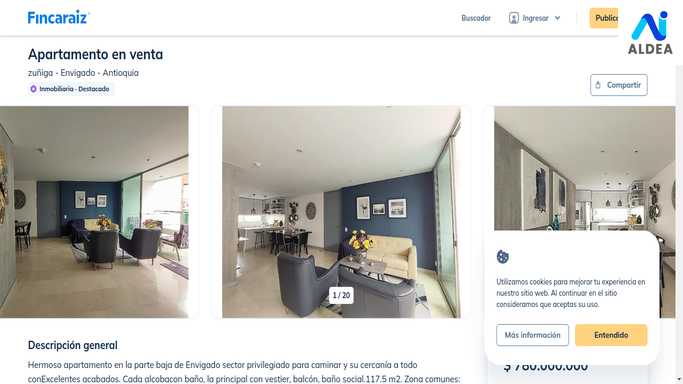 Fincaraiz
Buscador
Ingresar
Public
ALDEA
Apartamento en venta
zuñiga - Envigado - Antioquia
Inmobiliaria - Destacado
Compartir
1 / 20
Utilizamos cookies para mejorar tu experiencia en
nuestro sitio web. Al continuar en el sitio
consideramos que aceptas su uso.
Más información
Entendido
$ 780.000.000
Descripción general
Hermoso apartamento en la parte baja de Envigado sector privilegiado para caminar y su cercanía a todo
conExcelentes acabados. Cada alcobacon baño, la principal con vestier, balcón, baño social.117.5 m2. Zona comunes: